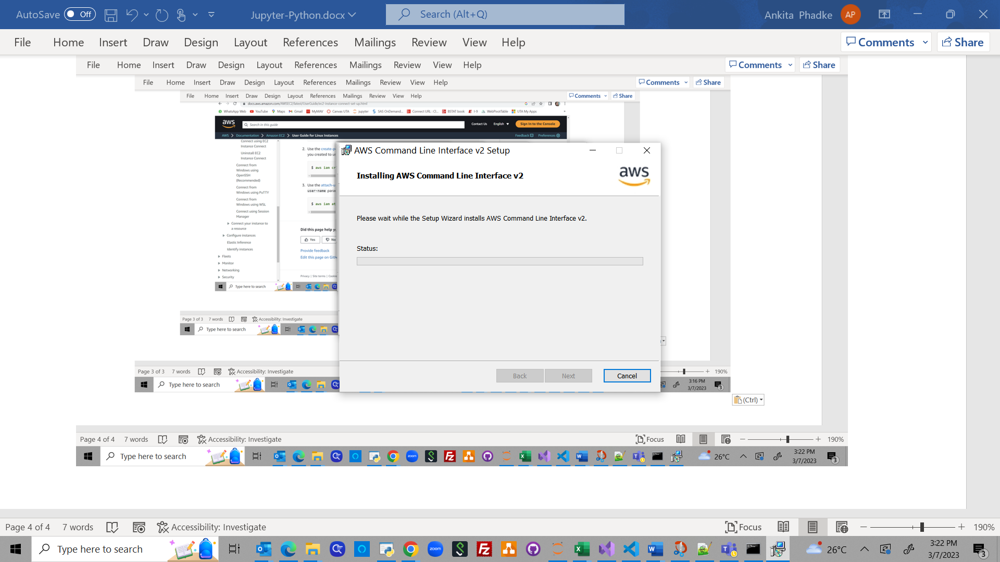 AutoSave Off Jupyter-Python.docx Search (Alt+Q) Ankita Phadke AP
File Home Insert Draw Design Layout References Mailings Review View Help Comments Share
File Home Insert Draw Design Layout References Mailings Review View Help Comments Share
File Home Insert Draw Design Layout References Mailings Review View Help Comments Share
File Home Insert Draw Design Layout References Mailings Review View Help Comments Share
docs.aws.amazon.com/AWSEC2/latest/UserGuide/ec2-instance-connect-set-up.html
WhatsApp Web YouTube Maps Gmail MyMAV Canvas UTA jupyter SAS OnDemand... Connect URL : Cl... BSTAT book I-9 WebPivotTable UTA My Apps
aws Search in this guide Contact Us English Sign In to the Console
AWS Documentation Amazon EC2 User Guide for Linux Instances Feedback Preferences
Connect using EC2
Instance Connect
Uninstall EC2
Instance Connect
Connect from
Windows using
OpenSSH
(Recommended)
Connect from
Windows using PuTTY
Connect from
Windows using WSL
Connect using Session
Manager
Connect your instance to
a resource
Configure instances
Elastic Inference
Identify instances
Fleets
Monitor
Networking
Security
2. Use the create-p
you created to us
$ aws iam cr
3. Use the attach-u
user-name para
$ aws iam at
Did this page help y
Yes No
Provide feedback
Edit this page on GitH
Privacy | Site terms | Cookie
Type here to search
AWS Command Line Interface v2 Setup
Installing AWS Command Line Interface v2
aws
Please wait while the Setup Wizard installs AWS Command Line Interface v2.
Status:
Back Next Cancel
Page 3 of 3 7 words Accessibility: Investigate
Type here to search
Page 3 of 3 7 words Accessibility: Investigate 190%
Type here to search 3:16 PM
3/7/2023 3
(Ctrl)
Page 4 of 4 7 words Accessibility: Investigate Focus 190%
Type here to search zoom 26°C 3:22 PM
3/7/2023 3
Page 4 of 4 7 words Accessibility: Investigate Focus 190%
Type here to search zoom 26°C 3:22 PM
3/7/2023 3